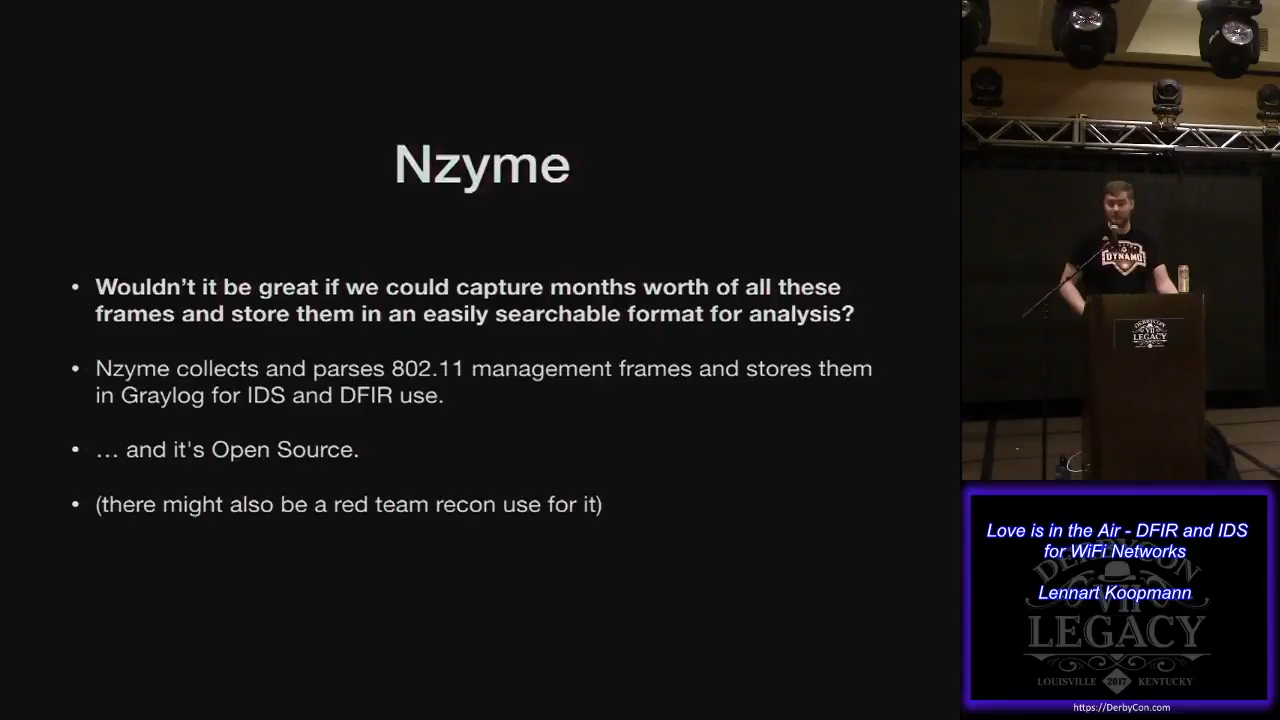 Nzyme
• Wouldn't it be great if we could capture months worth of all these
frames and store them in an easily searchable format for analysis?
• Nzyme collects and parses 802.11 management frames and stores them
in Graylog for IDS and DFIR use.
• … and it's Open Source.
• (there might also be a red team recon use for it)
DYNAMO
DERBYCON
VII
LEGACY
Love is in the Air - DFIR and IDS
for WiFi Networks
Lennart Koopmann
DERBYCON
VII
LEGACY
LOUISVILLE 2017 KENTUCKY
https://DerbyCon.com